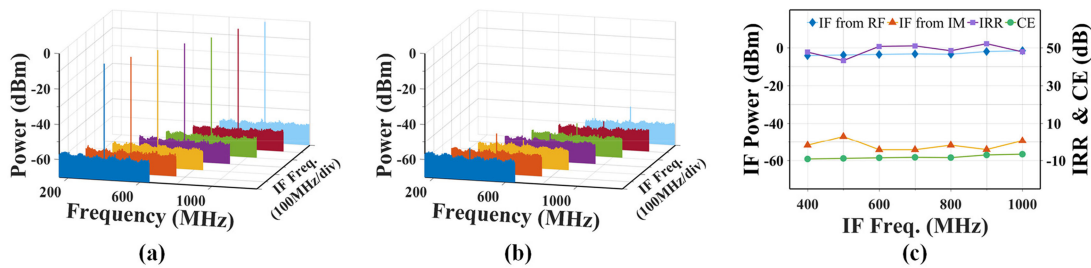 0
-20
-40
-60
Power (dBm)
200
600
1000
Frequency (MHz)
IF Freq.
(100MHz/div)
(a)
0
-20
-40
-60
Power (dBm)
200
600
1000
Frequency (MHz)
IF Freq.
(100MHz/div)
(b)
IF from RF IF from IM IRR CE
0
-20
-40
-60
IF Power (dBm)
50
30
10
-10
IRR & CE (dB)
400 500 600 700 800 900 1000
IF Freq. (MHz)
(c)